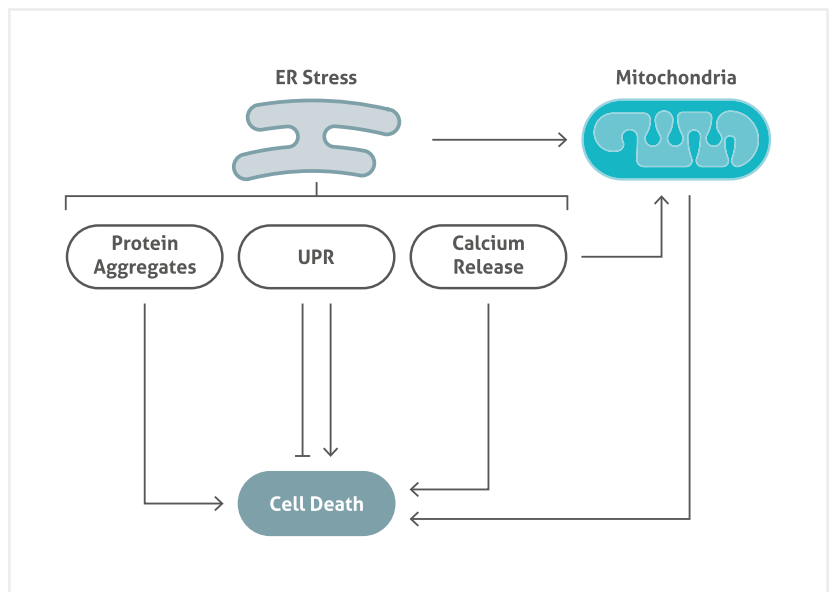 ER Stress
Mitochondria
Protein
Aggregates
UPR
Calcium
Release
Cell Death